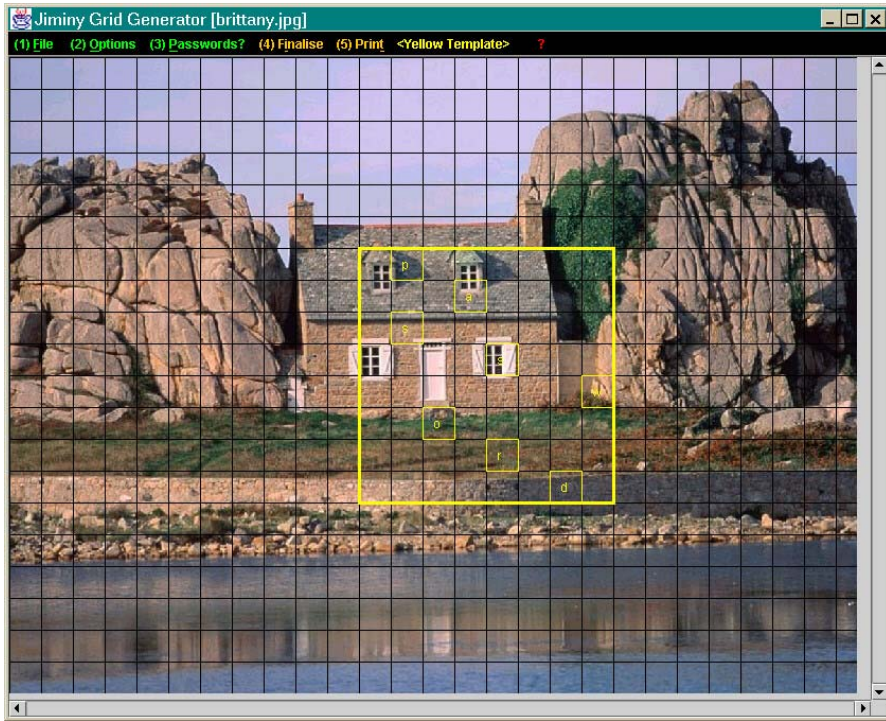 Jiminy Grid Generator [brittany.jpg]
(1) File (2) Options (3) Passwords? (4) Finalise (5) Print <Yellow Template> ?
p
a
s
s
w
o
r
d